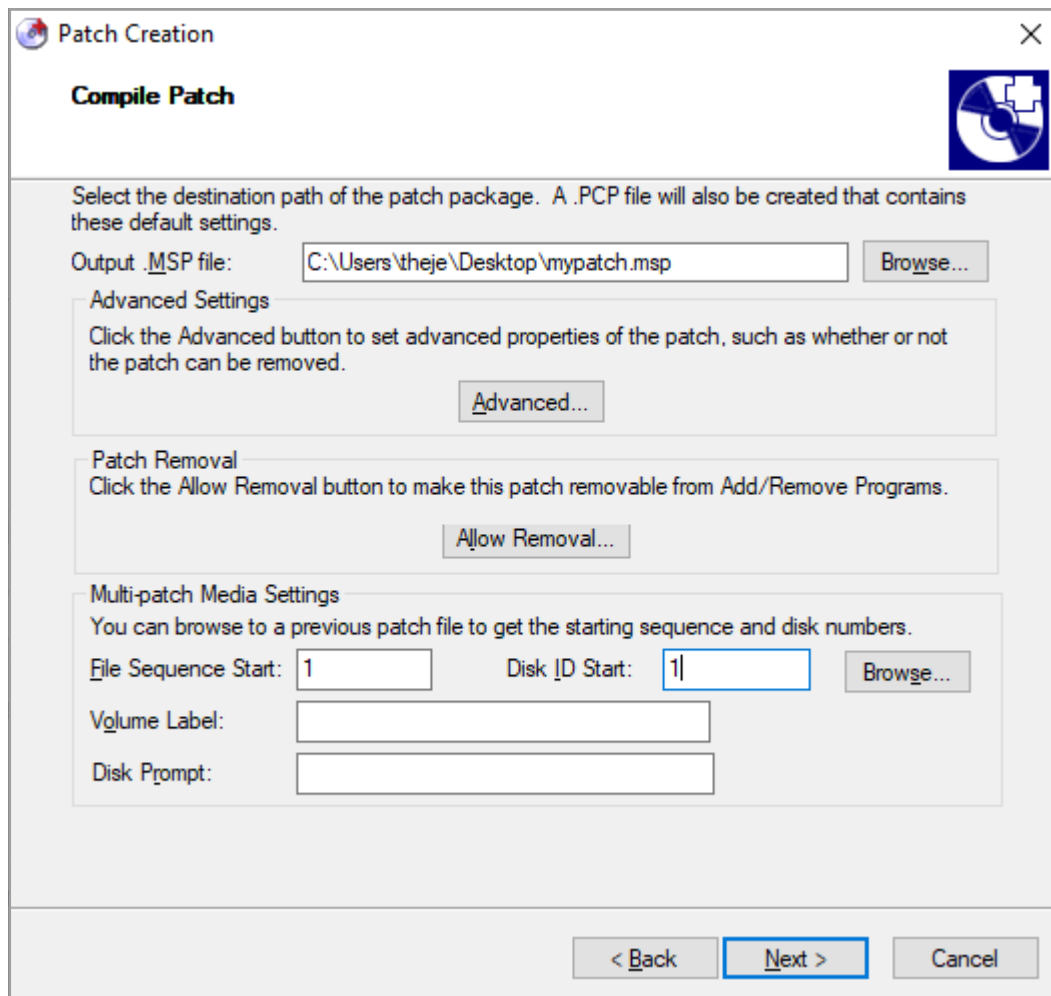 Patch Creation
Compile Patch
Select the destination path of the patch package. A .PCP file will also be created that contains
these default settings.
Output .MSP file: C:\Users\theje\Desktop\mypatch.msp Browse...
Advanced Settings
Click the Advanced button to set advanced properties of the patch, such as whether or not
the patch can be removed.
Advanced...
Patch Removal
Click the Allow Removal button to make this patch removable from Add/Remove Programs.
Allow Removal...
Multi-patch Media Settings
You can browse to a previous patch file to get the starting sequence and disk numbers.
File Sequence Start: 1 Disk ID Start: 1 Browse...
Volume Label:
Disk Prompt:
< Back Next > Cancel